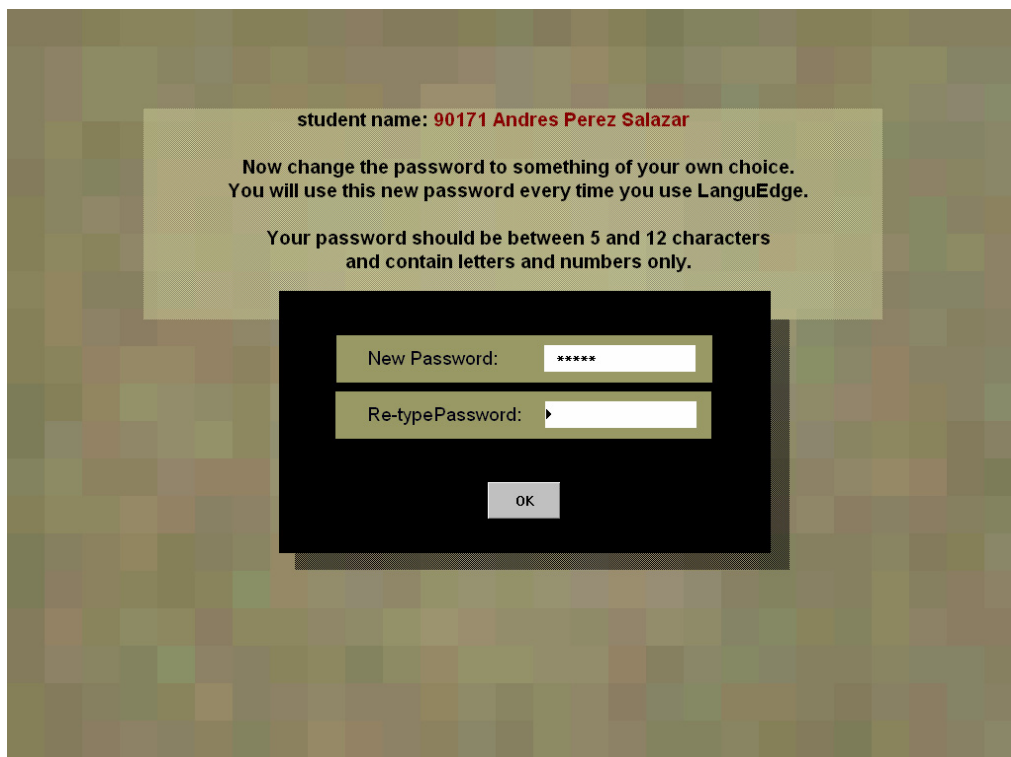 student name: 90171 Andres Perez Salazar
Now change the password to something of your own choice.
You will use this new password every time you use LanguEdge.
Your password should be between 5 and 12 characters
and contain letters and numbers only.
New Password: *****
Re-typePassword:
OK